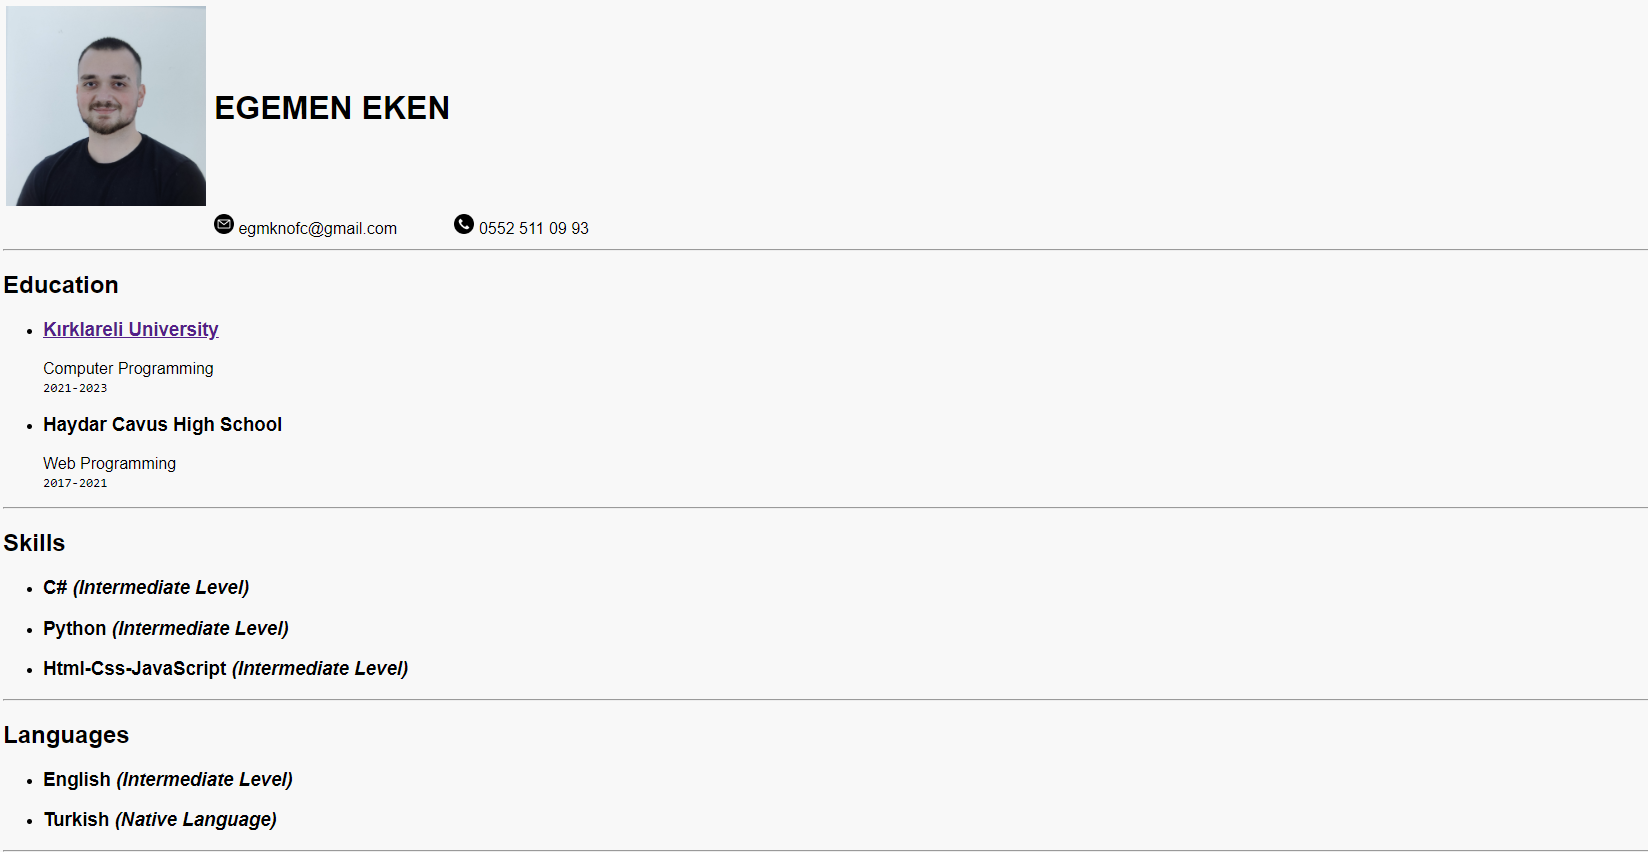 EGEMEN EKEN
egmknofc@gmail.com 0552 511 09 93
Education
Kırklareli University
Computer Programming
2021-2023
Haydar Cavus High School
Web Programming
2017-2021
Skills
C# (Intermediate Level)
Python (Intermediate Level)
Html-Css-JavaScript (Intermediate Level)
Languages
English (Intermediate Level)
Turkish (Native Language)